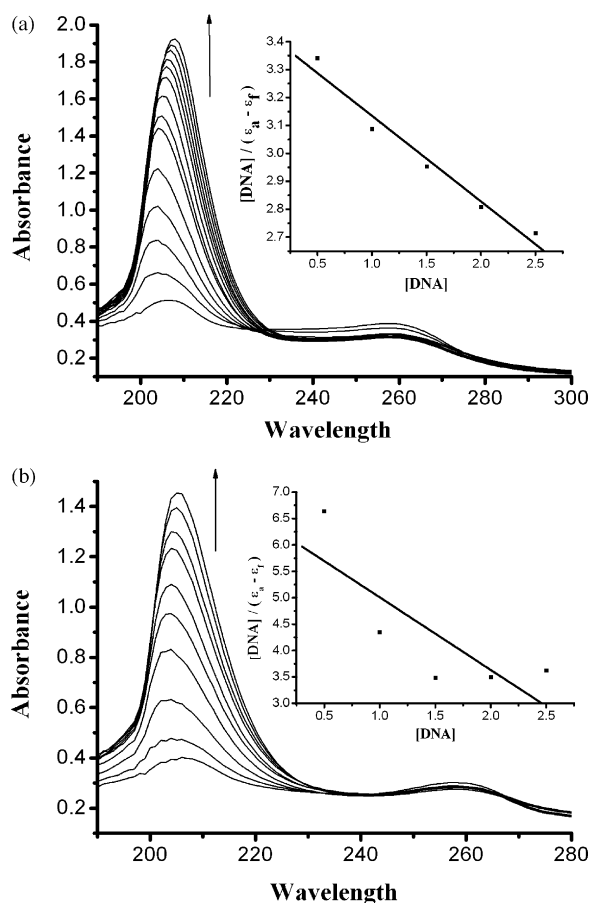 (a)
2.0
1.8
1.6
1.4
1.2
1.0
0.8
0.6
0.4
0.2
Absorbance
200 220 240 260 280 300
Wavelength
3.4
3.3
3.2
3.1
3.0
2.9
2.8
2.7
2.6
[DNA] / ( εa - εf)
0.5 1.0 1.5 2.0 2.5
[DNA]
(b)
1.4
1.2
1.0
0.8
0.6
0.4
0.2
Absorbance
200 220 240 260 280
Wavelength
7.0
6.5
6.0
5.5
5.0
4.5
4.0
3.5
3.0
[DNA] / ( εa - εf)
0.5 1.0 1.5 2.0 2.5
[DNA]